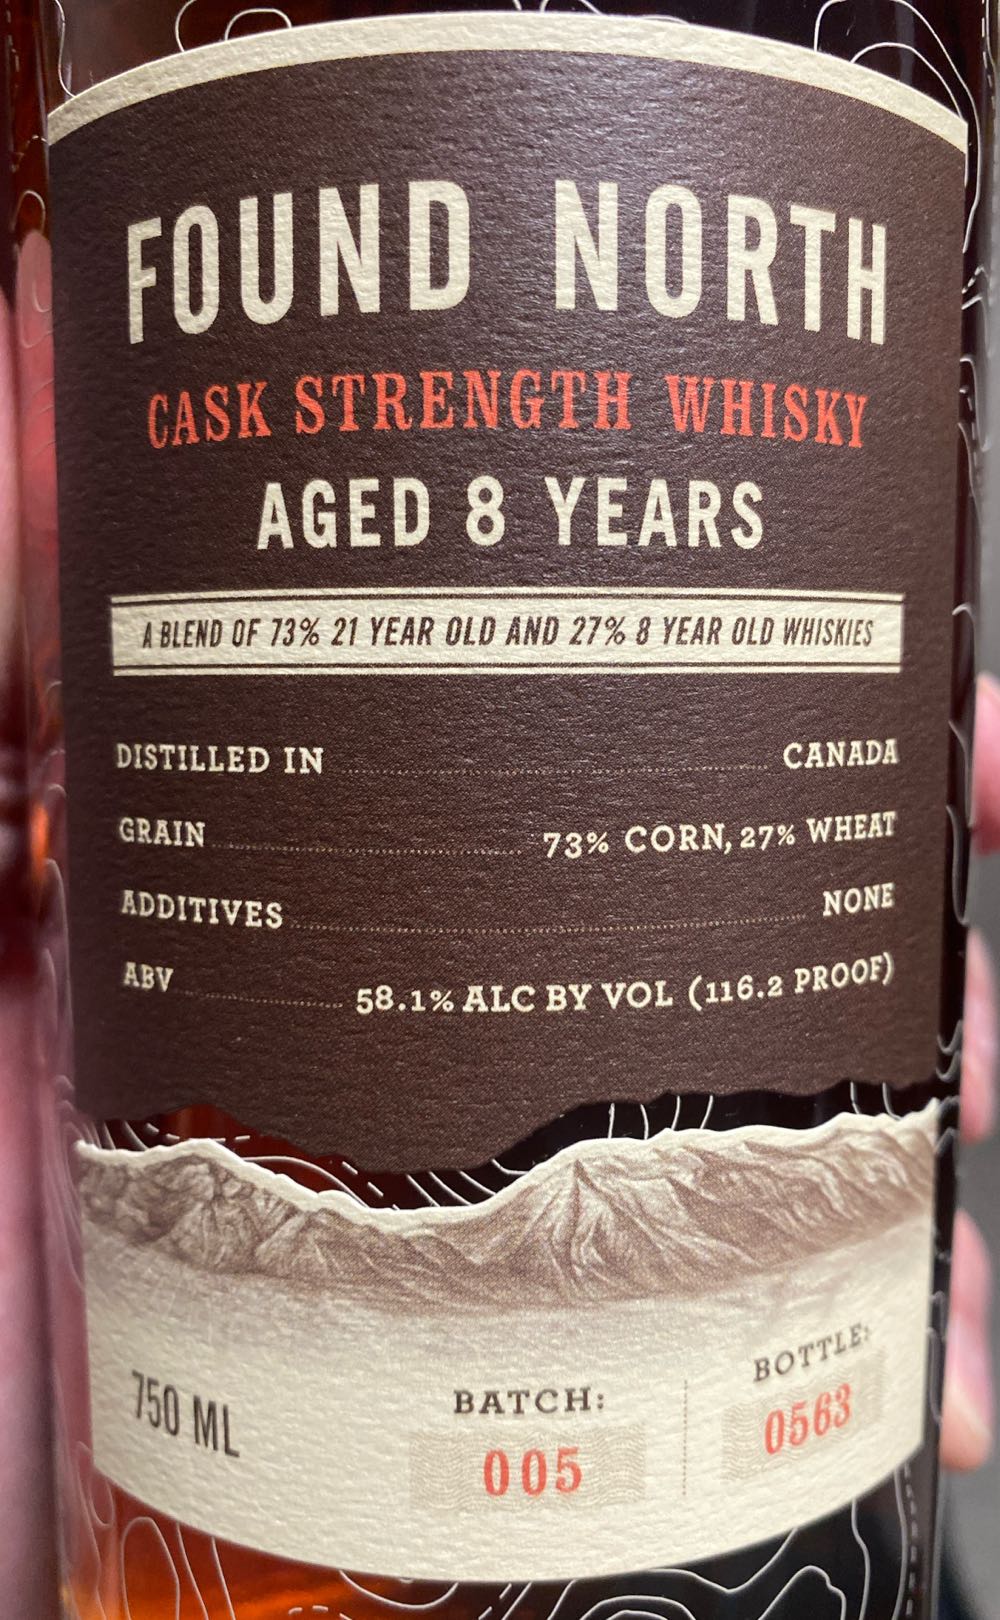 FOUND NORTH
CASK STRENGTH WHISKY
AGED 8 YEARS
A BLEND OF 73% 21 YEAR OLD AND 27% 8 YEAR OLD WHISKIES
DISTILLED IN CANADA
GRAIN 73% CORN, 27% WHEAT
ADDITIVES NONE
ABV 58.1% ALC BY VOL (116.2 PROOF)
750 ML
BATCH:
005
BOTTLE:
0563